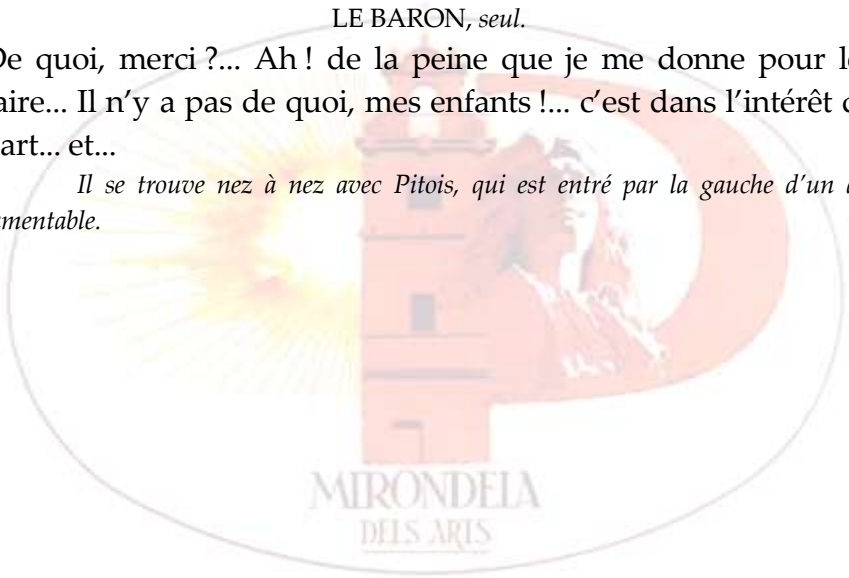 LE BARON, seul.
De quoi, merci ?... Ah ! de la peine que je me donne pour
aire... Il n’y a pas de quoi, mes enfants !... c’est dans l’intérêt
art... et...
Il se trouve nez à nez avec Pitois, qui est entré par la gauche d’un
mentable.
MIRONDELA
DELS ARTS